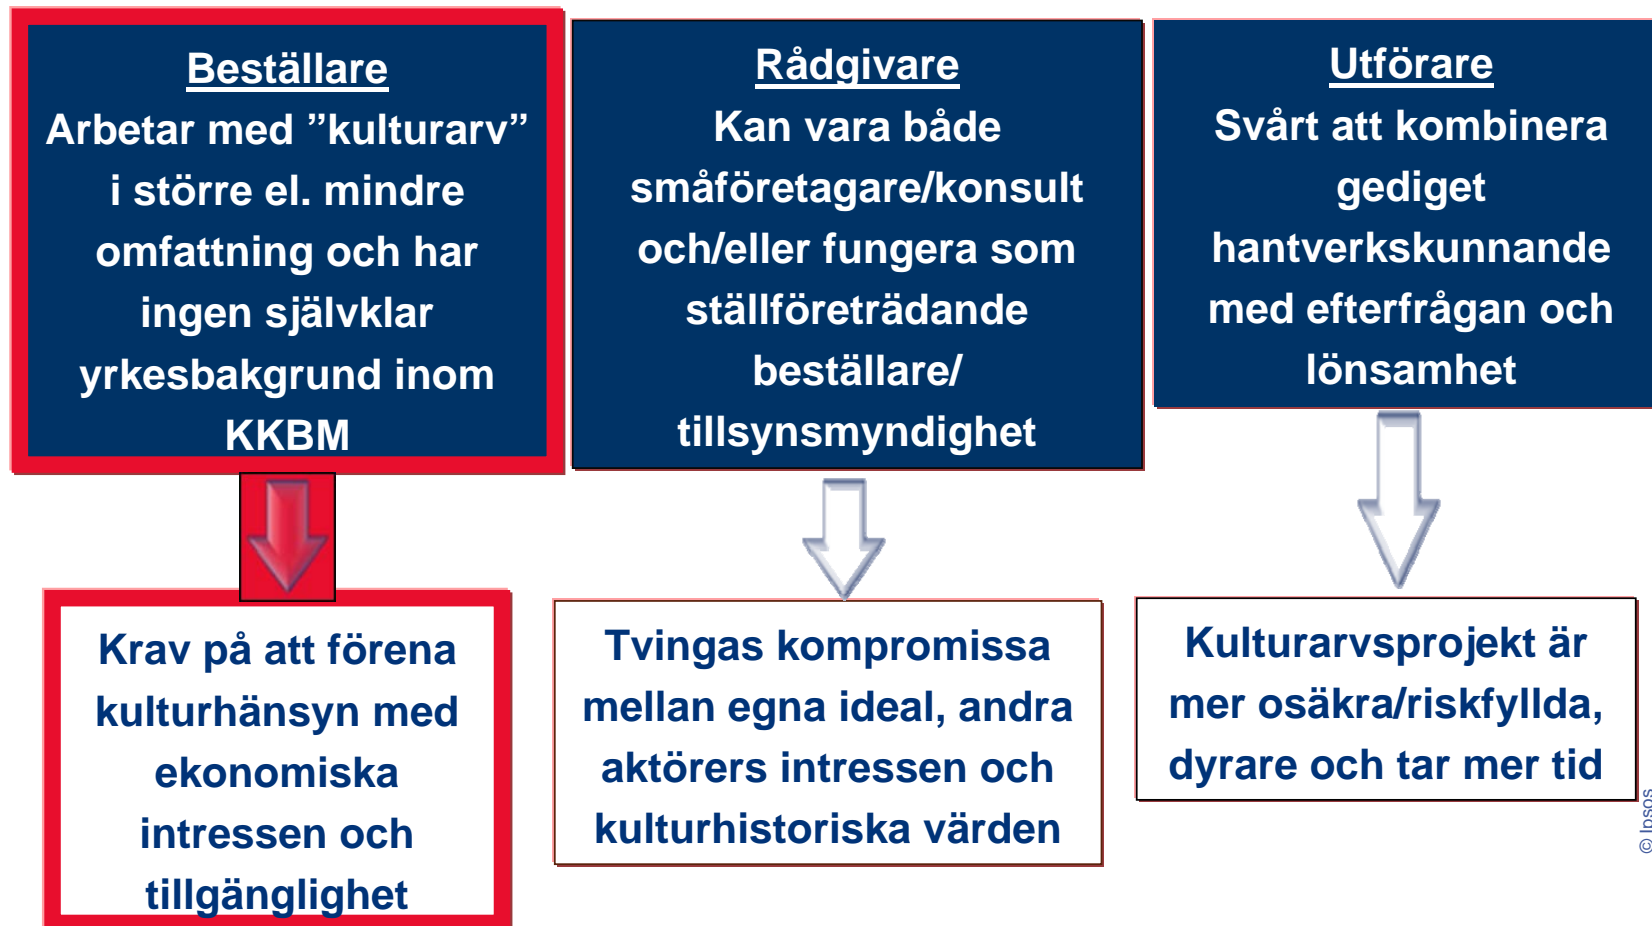 Beställare
Arbetar med ”kulturarv”
i större el. mindre
omfattning och har
ingen självklar
yrkesbakgrund inom
KKBM
Krav på att förena
kulturhänsyn med
ekonomiska
intressen och
tillgänglighet
Rådgivare
Kan vara både
småföretagare/konsult
och/eller fungera som
ställföreträdande
beställare/
tillsynsmyndighet
Tvingas kompromissa
mellan egna ideal, andra
aktörers intressen och
kulturhistoriska värden
Utförare
Svårt att kombinera
gediget
hantverkskunnande
med efterfrågan och
lönsamhet
Kulturarvsprojekt är
mer osäkra/riskfyllda,
dyrare och tar mer tid
© Ipsos